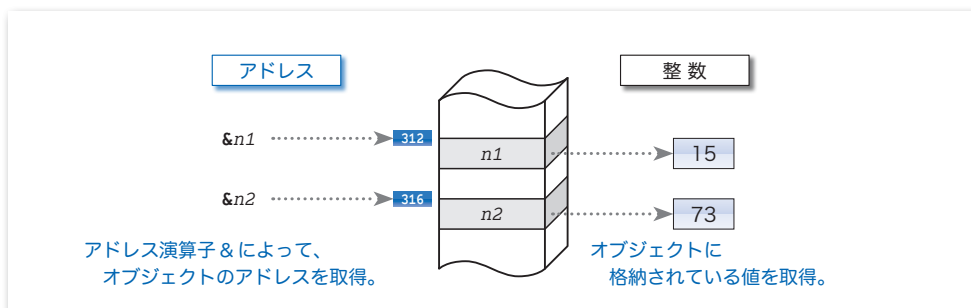 アドレス
整数
&n1
312
n1
15
&n2
316
n2
73
アドレス演算子 & によって、
オブジェクトのアドレスを取得。
オブジェクトに
格納されている値を取得。